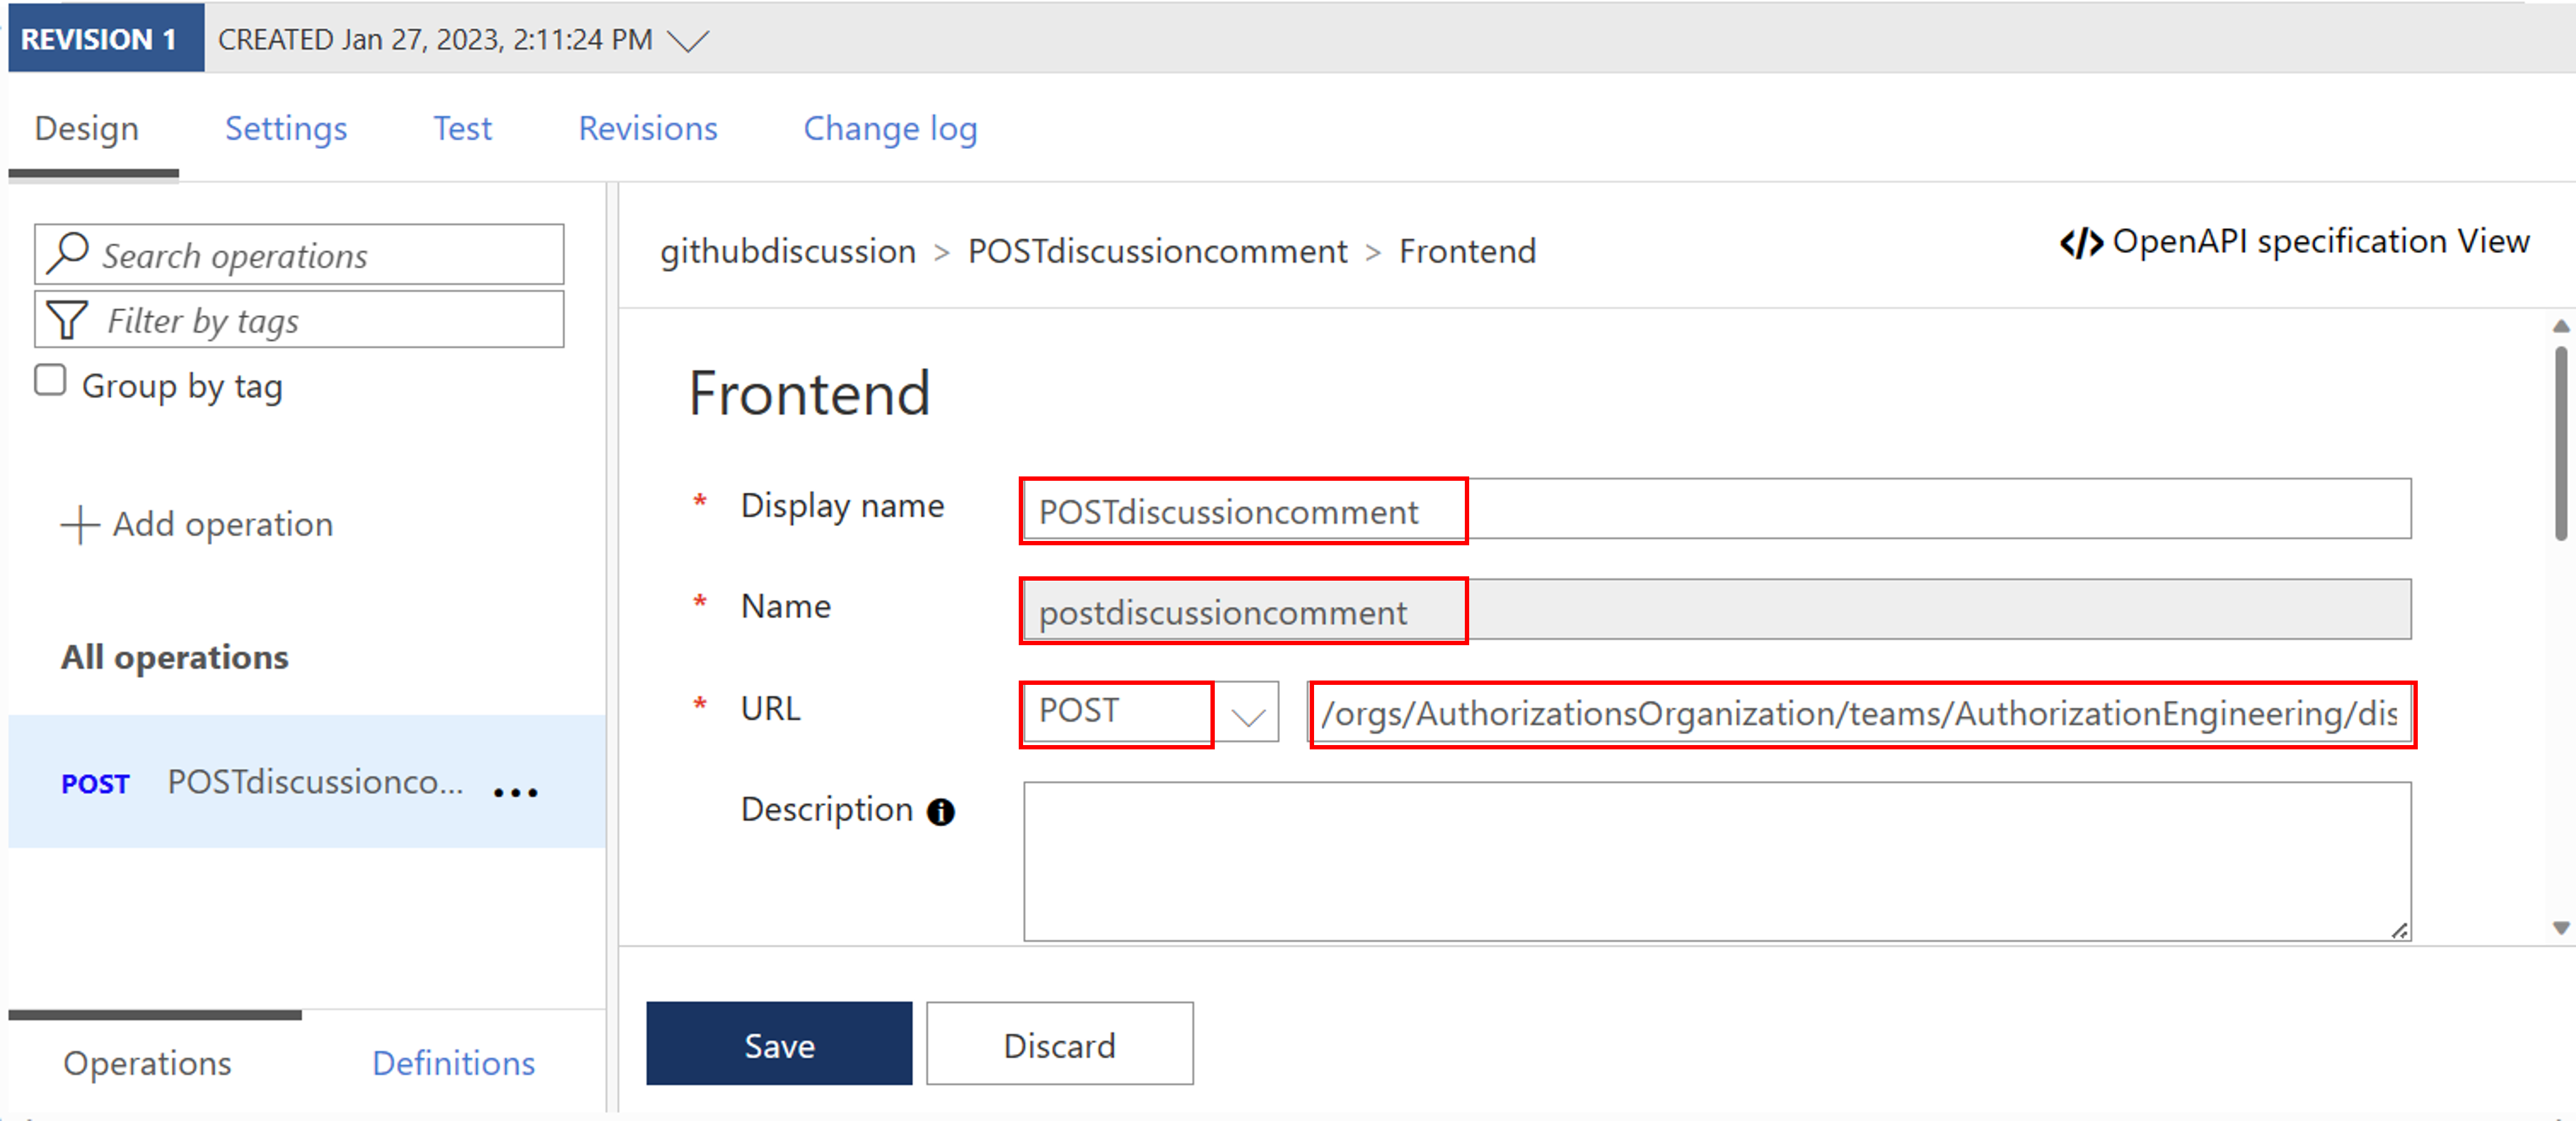 REVISION 1 CREATED Jan 27, 2023, 2:11:24 PM
Design Settings Test Revisions Change log
Search operations
Filter by tags
Group by tag
Add operation
All operations
POST POSTdiscussionco... ...
Operations Definitions
githubdiscussion > POSTdiscussioncomment > Frontend
</> OpenAPI specification View
Frontend
* Display name POSTdiscussioncomment
* Name postdiscussioncomment
* URL POST /orgs/AuthorizationsOrganization/teams/AuthorizationEngineering/dis
Description
Save Discard